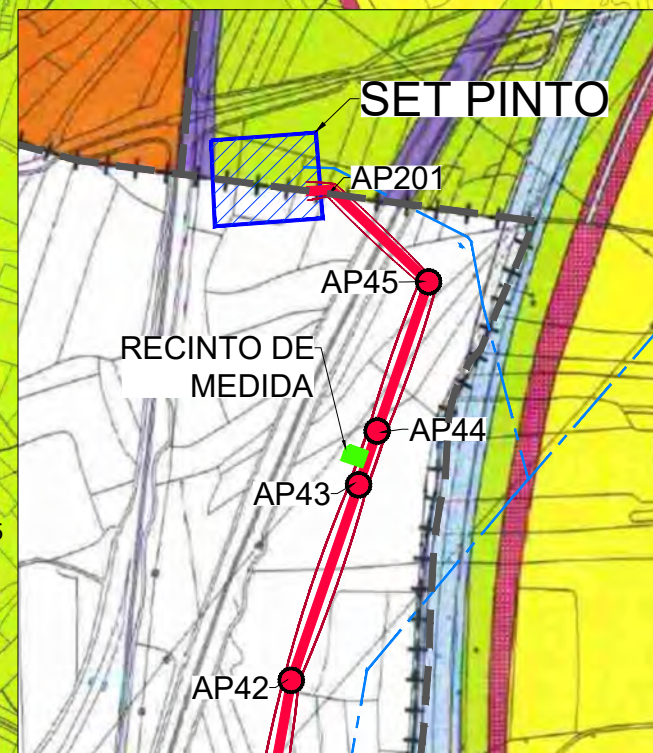 SET PINTO
AP201
AP45
RECINTO DE
MEDIDA
AP44
AP43
AP42